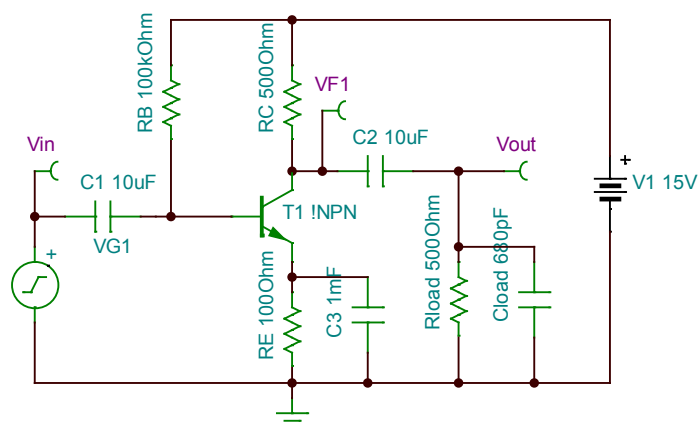 RB 100kOhm
RC 500Ohm
VF1
Vin
C1 10uF
VG1
+
T1 !NPN
C2 10uF
Vout
+
V1 15V
RE 100Ohm
C3 1mF
Rload 500Ohm
Cload 680pF